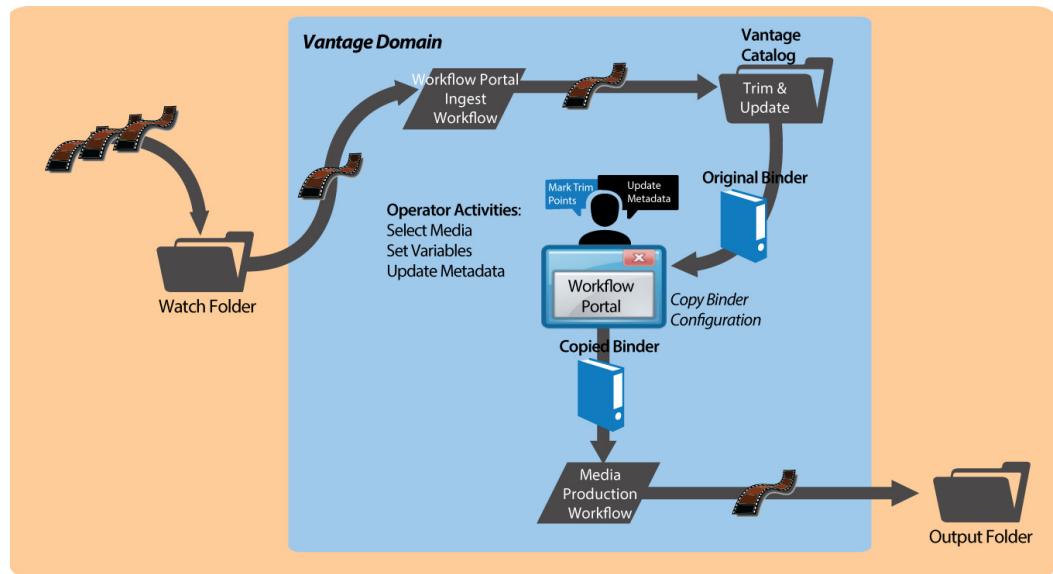 Vantage Domain
Vantage
Catalog
Workflow Portal
Ingest
Workflow
Trim &
Update
Mark Trim
Points
Update
Metadata
Original Binder
Operator Activities:
Select Media
Set Variables
Update Metadata
Watch Folder
Workflow
Portal
Copy Binder
Configuration
Copied Binder
Media
Production
Workflow
Output Folder